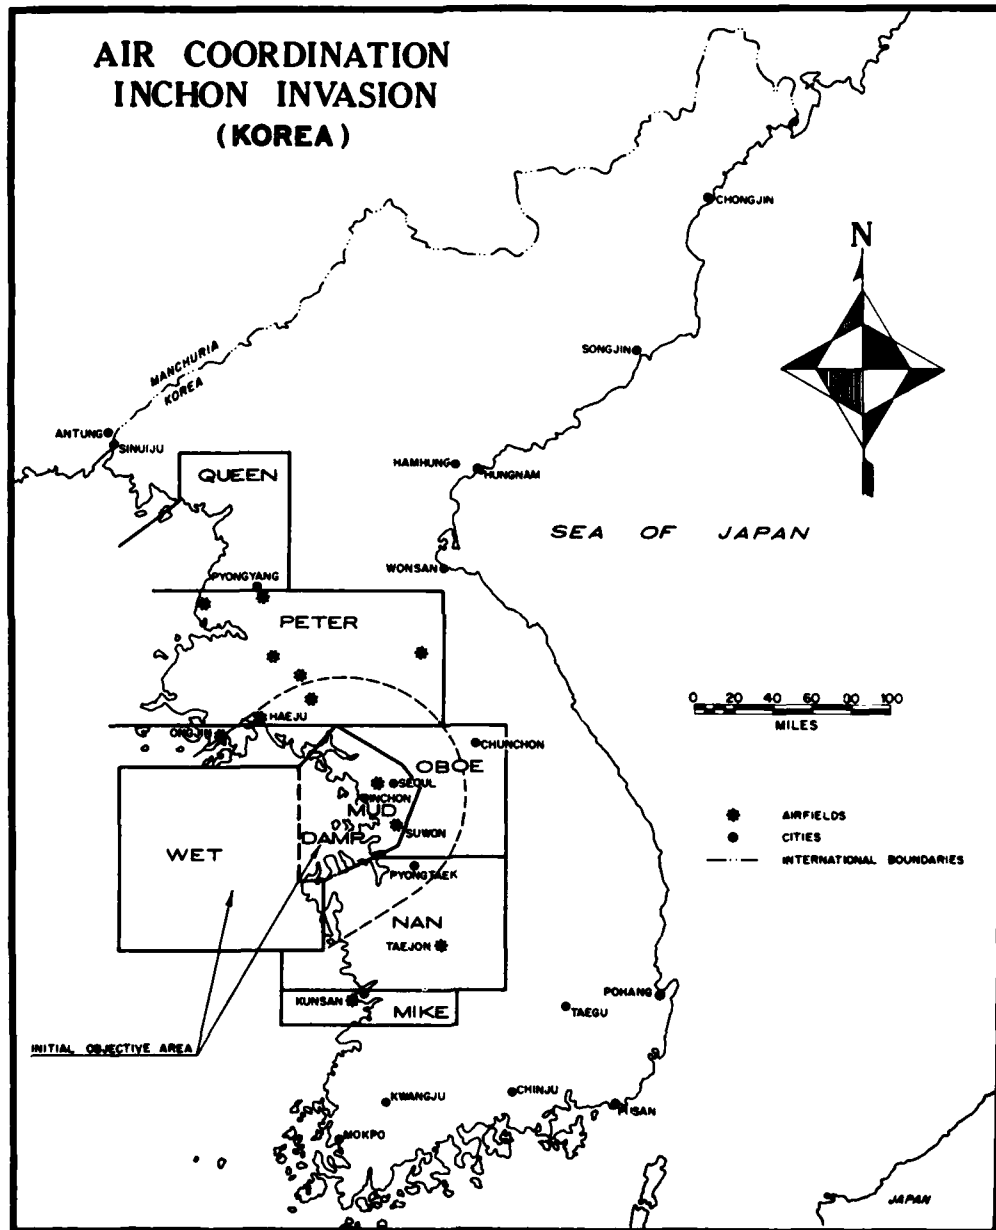 AIR COORDINATION
INCHON INVASION
(KOREA)
CHONGJIN
N
SONGJIN
MANCHURIA
KOREA
ANTUNG
SINUIJU
HAMHUNG
HUNGNAM
QUEEN
SEA OF JAPAN
WONSAN
PYONGYANG
PETER
0 20 40 60 80 100
MILES
HAEJU
ONGJIN
CHUNCHON
OBOE
SEOUL
INCHON
MUD
SUWON
DAMP
WET
PYONGTAEK
AIRFIELDS
CITIES
INTERNATIONAL BOUNDARIES
NAN
TAEJON
KUNSAN
MIKE
POHANG
TAEGU
INITIAL OBJECTIVE AREA
KWANGJU
CHINJU
MOKPO
JAPAN